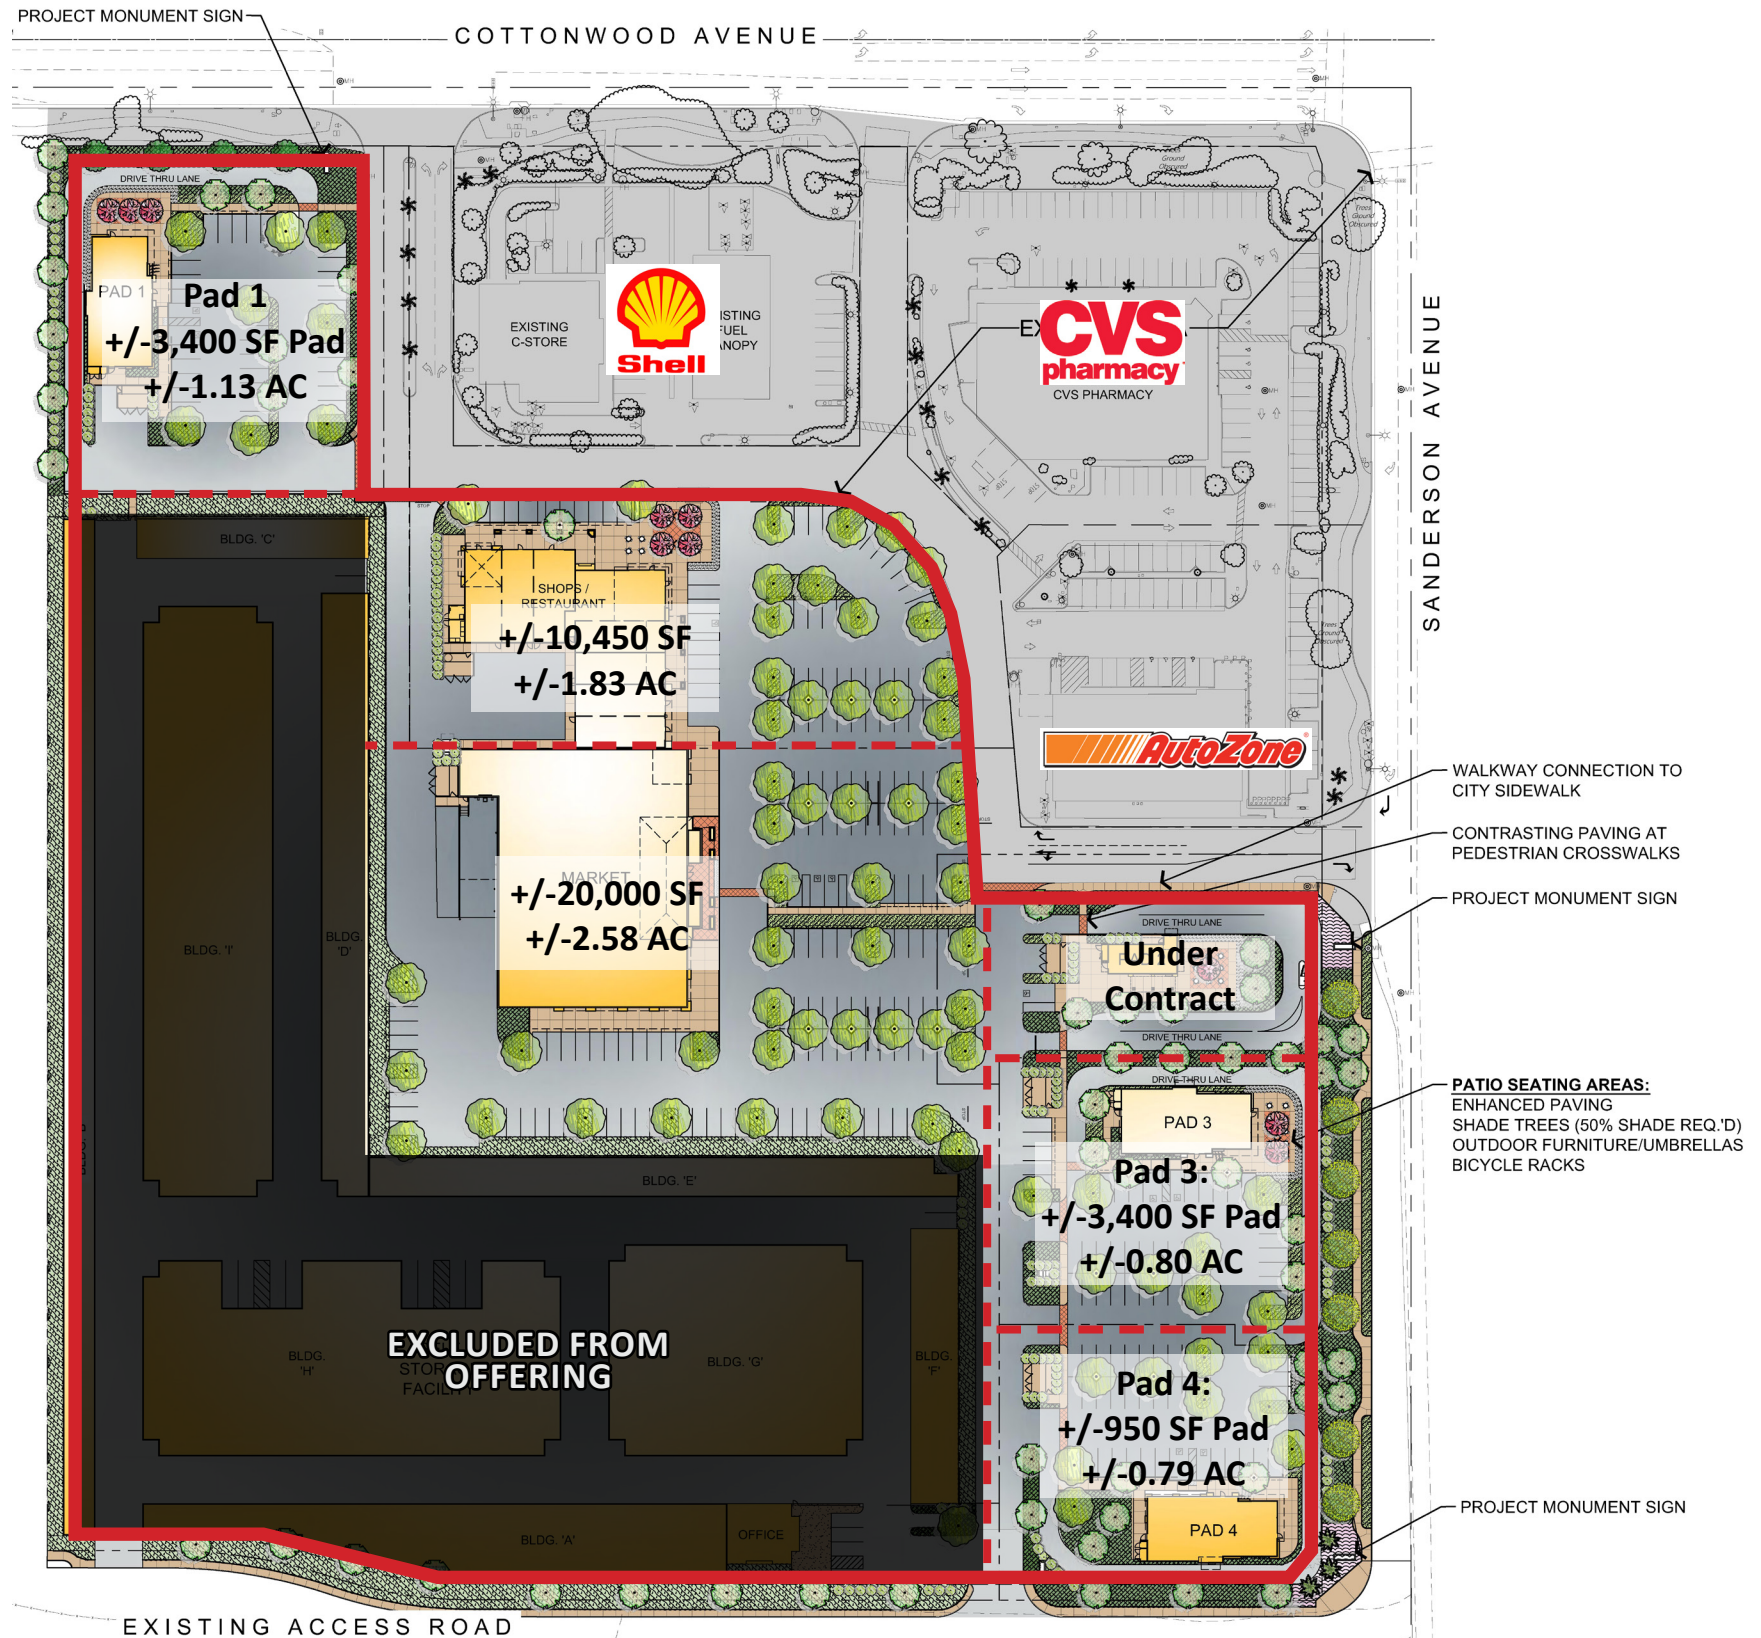 PROJECT MONUMENT SIGN
COTTONWOOD AVENUE
DRIVE THRU LANE
PAD 1
Pad 1
+/-3,400 SF Pad
+/-1.13 AC
EXISTING
C-STORE
Shell
CVS
pharmacy
CVS PHARMACY
Trees
Ground
Obscured
Trees
Ground
Obscured
SANDERSON AVENUE
BLDG. 'C'
SHOPS /
RESTAURANT
+/-10,450 SF
+/-1.83 AC
AutoZone
WALKWAY CONNECTION TO
CITY SIDEWALK
CONTRASTING PAVING AT
PEDESTRIAN CROSSWALKS
PROJECT MONUMENT SIGN
MARKET
+/-20,000 SF
+/-2.58 AC
BLDG. 'I'
BLDG.
'D'
DRIVE THRU LANE
Under
Contract
DRIVE THRU LANE
DRIVE THRU LANE
PAD 3
Pad 3:
+/-3,400 SF Pad
+/-0.80 AC
PATIO SEATING AREAS:
ENHANCED PAVING
SHADE TREES (50% SHADE REQ.'D)
OUTDOOR FURNITURE/UMBRELLAS
BICYCLE RACKS
BLDG. 'E'
EXCLUDED FROM
OFFERING
BLDG.
'H'
BLDG. 'G'
BLDG.
'F'
Pad 4:
+/-950 SF Pad
+/-0.79 AC
PAD 4
PROJECT MONUMENT SIGN
BLDG. 'A'
OFFICE
EXISTING ACCESS ROAD